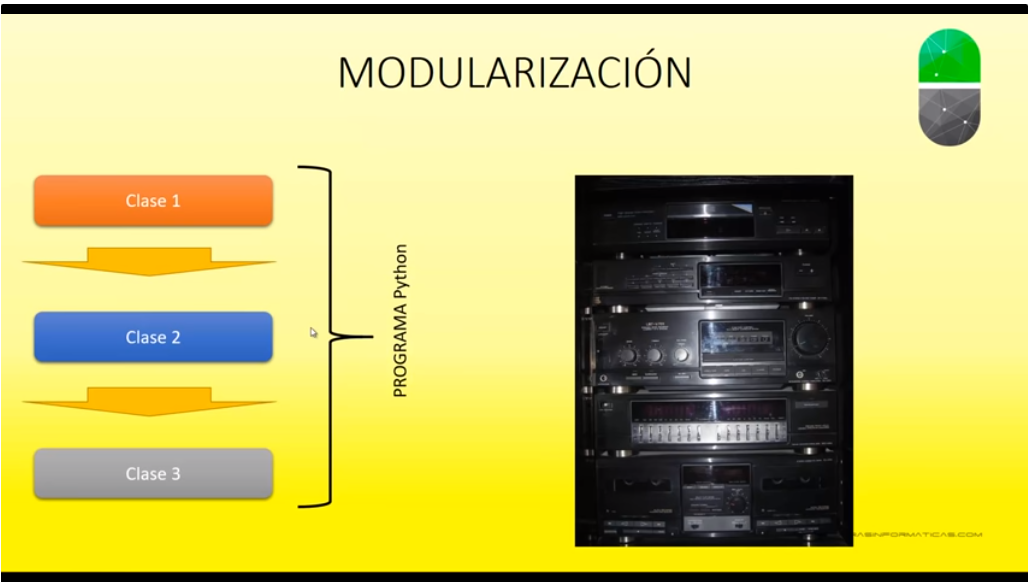 MODULARIZACIÓN
Clase 1
Clase 2
Clase 3
PROGRAMA Python